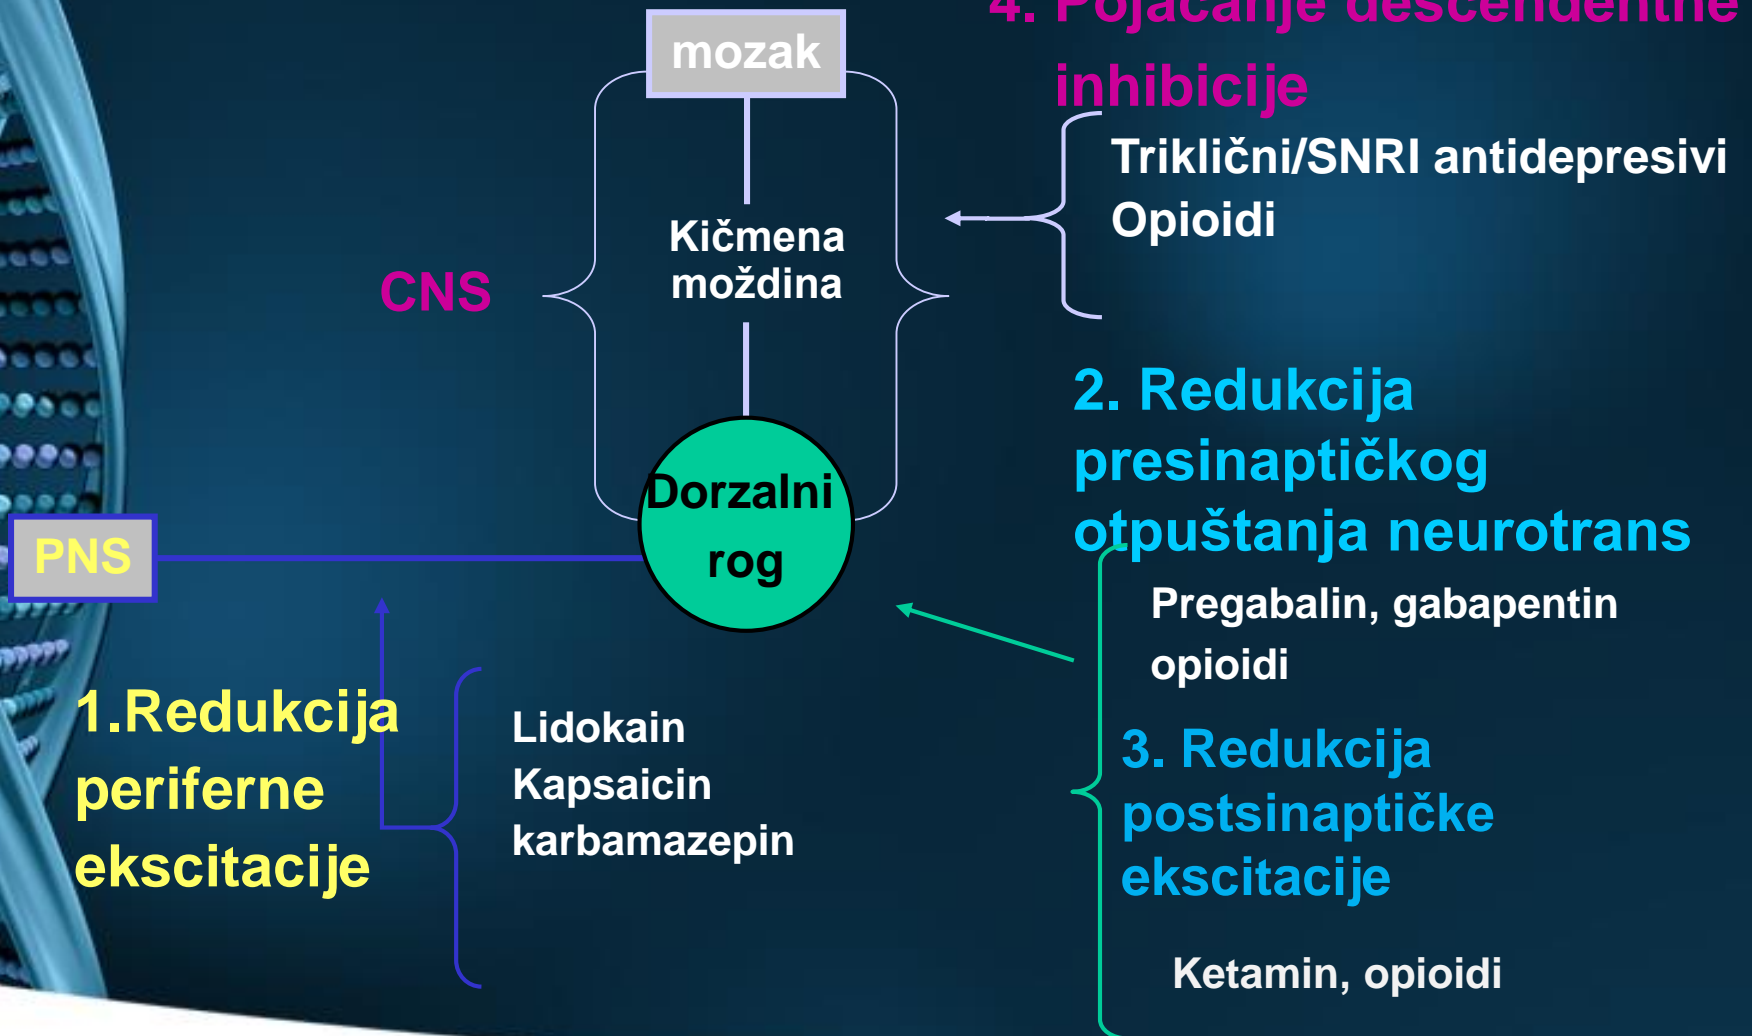 4. Pojačanje descendentne
inhibicije
Triklični/SNRI antidepresivi
Opioidi
mozak
Kičmena
moždina
CNS
Dorzalni
rog
PNS
2. Redukcija
presinaptičkog
otpuštanja neurotrans
Pregabalin, gabapentin
opioidi
3. Redukcija
postsinaptičke
ekscitacije
Ketamin, opioidi
1.Redukcija
periferne
ekscitacije
Lidokain
Kapsaicin
karbamazepin